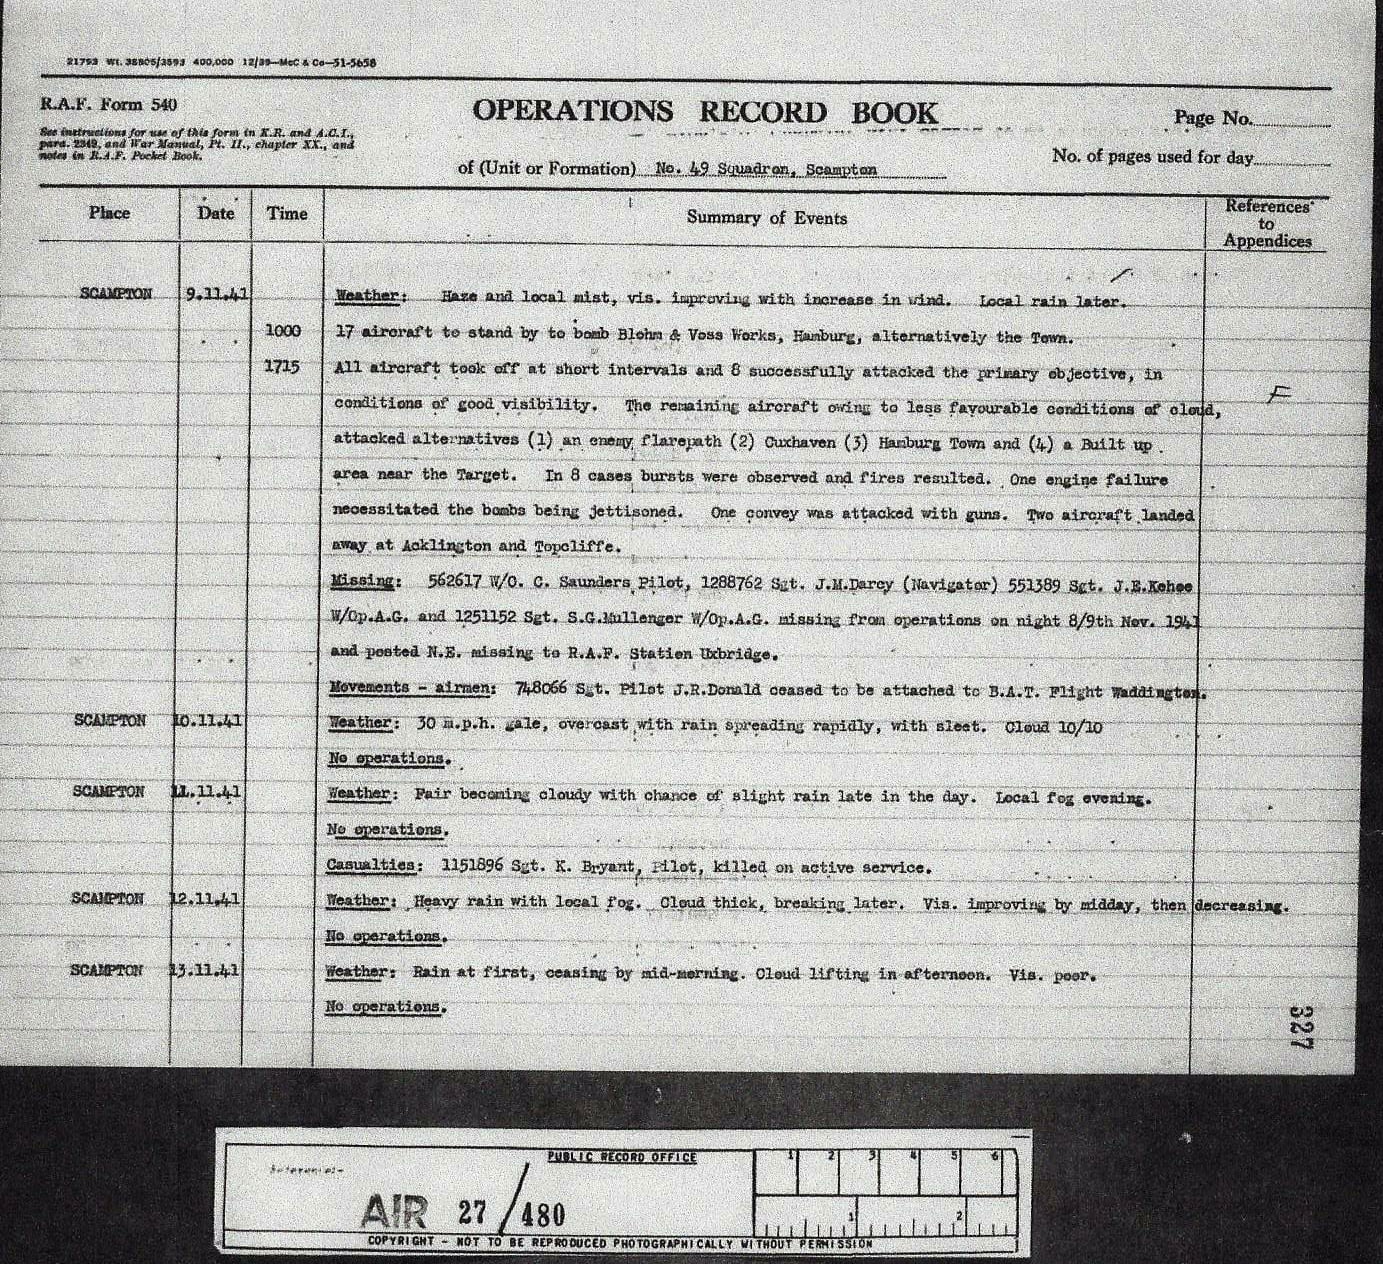 21793 Wt. 38805/3593 400,000 12/39—McC & Co—51-5658
R.A.F. Form 540
See instructions for use of this form in K.R. and A.C.I., para. 2349, and War Manual, Pt. II., chapter XX., and notes in R.A.F. Pocket Book.
OPERATIONS RECORD BOOK
of (Unit or Formation) No. 49 Squadron, Scampton
Page No.
No. of pages used for day
Place Date Time Summary of Events References to Appendices
SCAMPTON 9.11.41 Weather: Haze and local mist, vis. improving with increase in wind. Local rain later.
1000 17 aircraft to stand by to bomb Blohm & Voss Works, Hamburg, alternatively the Town.
1715 All aircraft took off at short intervals and 8 successfully attacked the primary objective, in
conditions of good visibility. The remaining aircraft owing to less favourable conditions of cloud, F
attacked alternatives (1) an enemy flarepath (2) Cuxhaven (3) Hamburg Town and (4) a Built up
area near the Target. In 8 cases bursts were observed and fires resulted. One engine failure
necessitated the bombs being jettisoned. One convey was attacked with guns. Two aircraft landed
away at Acklington and Topcliffe.
Missing: 562617 W/O. C. Saunders Pilot, 1288762 Sgt. J.M.Darcy (Navigator) 551389 Sgt. J.E.Kehoe
W/Op.A.G. and 1251152 Sgt. S.G.Mullenger W/Op.A.G. missing from operations on night 8/9th Nov. 1941
and posted N.E. missing to R.A.F. Station Uxbridge.
Movements - airmen: 748066 Sgt. Pilot J.R.Donald ceased to be attached to B.A.T. Flight Waddington.
SCAMPTON 10.11.41 Weather: 30 m.p.h. gale, overcast with rain spreading rapidly, with sleet. Cloud 10/10
No operations.
SCAMPTON 11.11.41 Weather: Fair becoming cloudy with chance of slight rain late in the day. Local fog evening.
No operations.
Casualties: 1151896 Sgt. K. Bryant, Pilot, killed on active service.
SCAMPTON 12.11.41 Weather: Heavy rain with local fog. Cloud thick, breaking later. Vis. improving by midday, then decreasing.
No operations.
SCAMPTON 13.11.41 Weather: Rain at first, ceasing by mid-morning. Cloud lifting in afternoon. Vis. poor.
No operations.
327
PUBLIC RECORD OFFICE
1 2 3 4 5 6
Reference:-
AIR 27/480
1 2
COPYRIGHT - NOT TO BE REPRODUCED PHOTOGRAPHICALLY WITHOUT PERMISSION